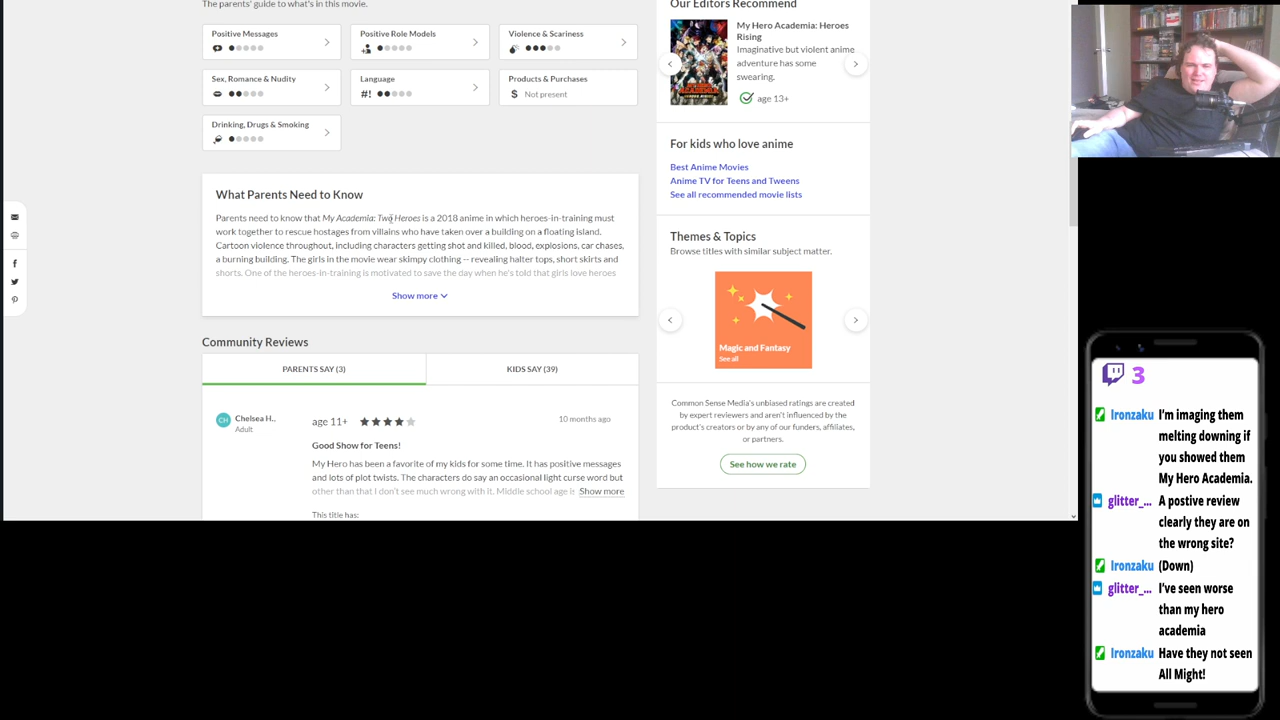 The parents' guide to what's in this movie.
Positive Messages
Positive Role Models
Violence & Scariness
Sex, Romance & Nudity
Language
#!
Products & Purchases
$ Not present
Drinking, Drugs & Smoking
What Parents Need to Know
Parents need to know that My Academia: Two Heroes is a 2018 anime in which heroes-in-training must
work together to rescue hostages from villains who have taken over a building on a floating island.
Cartoon violence throughout, including characters getting shot and killed, blood, explosions, car chases,
a burning building. The girls in the movie wear skimpy clothing -- revealing halter tops, short skirts and
shorts. One of the heroes-in-training is motivated to save the day when he's told that girls love heroes
Show more
Community Reviews
PARENTS SAY (3)
KIDS SAY (39)
CH
Chelsea H..
Adult
age 11+
10 months ago
Good Show for Teens!
My Hero has been a favorite of my kids for some time. It has positive messages
and lots of plot twists. The characters do say an occasional light curse word but
other than that I don't see much wrong with it. Middle school age is Show more
This title has:
Our Editors Recommend
My Hero Academia: Heroes
Rising
Imaginative but violent anime
adventure has some
swearing.
age 13+
For kids who love anime
Best Anime Movies
Anime TV for Teens and Tweens
See all recommended movie lists
Themes & Topics
Browse titles with similar subject matter.
Magic and Fantasy
See all
Common Sense Media's unbiased ratings are created
by expert reviewers and aren't influenced by the
product's creators or by any of our funders, affiliates,
or partners.
See how we rate
3
Ironzaku I'm imaging them
melting downing if
you showed them
My Hero Academia.
glitter_... A postive review
clearly they are on
the wrong site?
Ironzaku (Down)
glitter_... I've seen worse
than my hero
academia
Ironzaku Have they not seen
All Might!